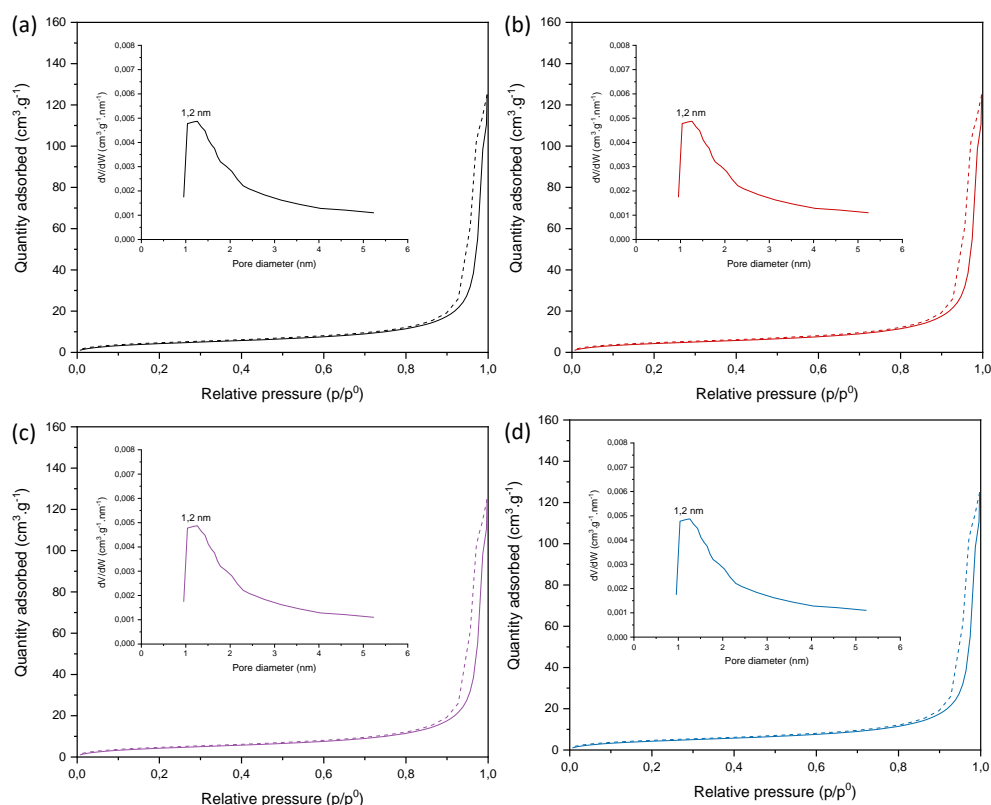 (a)
160
140
120
100
80
60
40
20
0
Quantity adsorbed (cm³.g⁻¹)
0,0 0,2 0,4 0,6 0,8 1,0
Relative pressure (p/p⁰)
0,008
0,007
0,006
0,005
0,004
0,003
0,002
0,001
0,000
dV/dW (cm³.g⁻¹.nm⁻¹)
1,2 nm
0 1 2 3 4 5 6
Pore diameter (nm)
(b)
160
140
120
100
80
60
40
20
0
Quantity adsorbed (cm³.g⁻¹)
0,0 0,2 0,4 0,6 0,8 1,0
Relative pressure (p/p⁰)
0,008
0,007
0,006
0,005
0,004
0,003
0,002
0,001
0,000
dV/dW (cm³.g⁻¹.nm⁻¹)
1,2 nm
0 1 2 3 4 5 6
Pore diameter (nm)
(c)
160
140
120
100
80
60
40
20
0
Quantity adsorbed (cm³.g⁻¹)
0,0 0,2 0,4 0,6 0,8 1,0
Relative pressure (p/p⁰)
0,008
0,007
0,006
0,005
0,004
0,003
0,002
0,001
0,000
dV/dW (cm³.g⁻¹.nm⁻¹)
1,2 nm
0 1 2 3 4 5 6
Pore diameter (nm)
(d)
160
140
120
100
80
60
40
20
0
Quantity adsorbed (cm³.g⁻¹)
0,0 0,2 0,4 0,6 0,8 1,0
Relative pressure (p/p⁰)
0,008
0,007
0,006
0,005
0,004
0,003
0,002
0,001
0,000
dV/dW (cm³.g⁻¹.nm⁻¹)
1,2 nm
0 1 2 3 4 5 6
Pore diameter (nm)